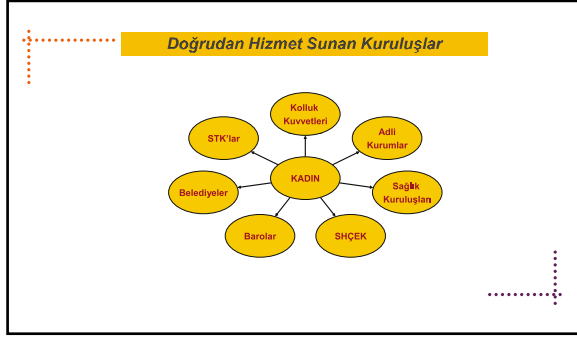 Doğrudan Hizmet Sunan Kuruluşlar
Kolluk
Kuvvetleri
STK'lar
Adli
Kurumlar
KADIN
Belediyeler
Sağlık
Kuruluşları
Barolar
SHÇEK